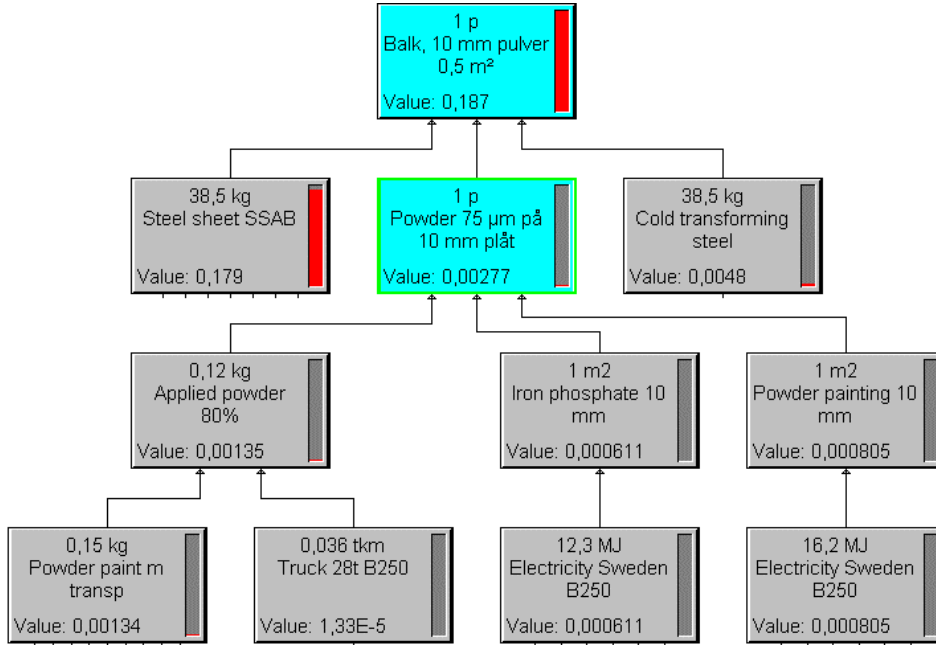 1 p
Balk, 10 mm pulver
0,5 m²
Value: 0,187
38,5 kg
Steel sheet SSAB
Value: 0,179
1 p
Powder 75 µm på
10 mm plåt
Value: 0,00277
38,5 kg
Cold transforming
steel
Value: 0,0048
0,12 kg
Applied powder
80%
Value: 0,00135
1 m2
Iron phosphate 10
mm
Value: 0,000611
1 m2
Powder painting 10
mm
Value: 0,000805
0,15 kg
Powder paint m
transp
Value: 0,00134
0,036 tkm
Truck 28t B250
Value: 1,33E-5
12,3 MJ
Electricity Sweden
B250
Value: 0,000611
16,2 MJ
Electricity Sweden
B250
Value: 0,000805